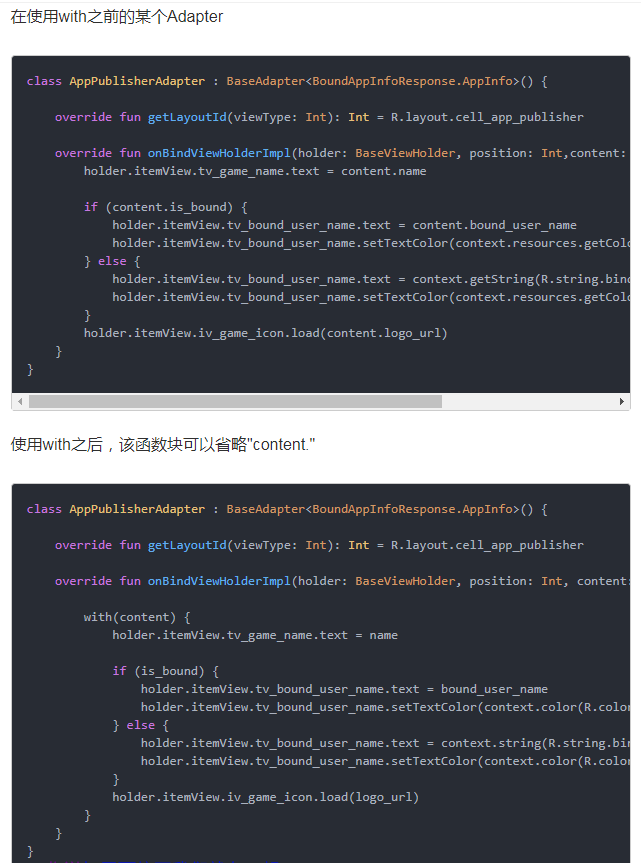 在使用with之前的某个Adapter
class AppPublisherAdapter : BaseAdapter<BoundAppInfoResponse.AppInfo>() {
override fun getLayoutId(viewType: Int): Int = R.layout.cell_app_publisher
override fun onBindViewHolderImpl(holder: BaseViewHolder, position: Int,content:
holder.itemView.tv_game_name.text = content.name
if (content.is_bound) {
holder.itemView.tv_bound_user_name.text = content.bound_user_name
holder.itemView.tv_bound_user_name.setTextColor(context.resources.getColo
} else {
holder.itemView.tv_bound_user_name.text = context.getString(R.string.bind
holder.itemView.tv_bound_user_name.setTextColor(context.resources.getColo
}
holder.itemView.iv_game_icon.load(content.logo_url)
}
}
使用with之后，该函数块可以省略"content."
class AppPublisherAdapter : BaseAdapter<BoundAppInfoResponse.AppInfo>() {
override fun getLayoutId(viewType: Int): Int = R.layout.cell_app_publisher
override fun onBindViewHolderImpl(holder: BaseViewHolder, position: Int, content:
with(content) {
holder.itemView.tv_game_name.text = name
if (is_bound) {
holder.itemView.tv_bound_user_name.text = bound_user_name
holder.itemView.tv_bound_user_name.setTextColor(context.color(R.color
} else {
holder.itemView.tv_bound_user_name.text = context.string(R.string.bin
holder.itemView.tv_bound_user_name.setTextColor(context.color(R.color
}
holder.itemView.iv_game_icon.load(logo_url)
}
}
}